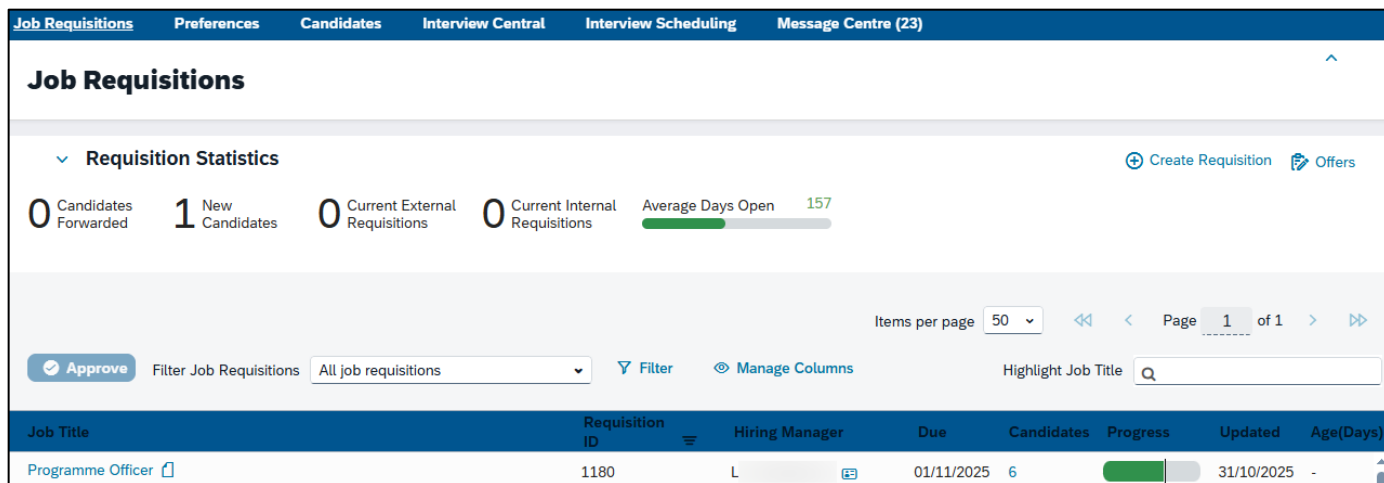 Job Requisitions Preferences Candidates Interview Central Interview Scheduling Message Centre (23)
Job Requisitions
Requisition Statistics
Create Requisition Offers
0 Candidates Forwarded 1 New Candidates 0 Current External Requisitions 0 Current Internal Requisitions Average Days Open 157
Items per page 50 Page 1 of 1
Approve Filter Job Requisitions All job requisitions Filter Manage Columns Highlight Job Title
Job Title Requisition ID Hiring Manager Due Candidates Progress Updated Age(Days)
Programme Officer 1180 L 01/11/2025 6 31/10/2025 -